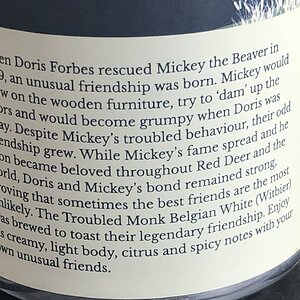 en Doris Forbes rescued Mickey the Beaver in
9, an unusual friendship was born. Mickey would
w on the wooden furniture, try to ‘dam’ up the
ors and would become grumpy when Doris was
ay. Despite Mickey’s troubled behaviour, their odd
endship grew. While Mickey’s fame spread and he
on became beloved throughout Red Deer and the
orld, Doris and Mickey’s bond remained strong,
roving that sometimes the best friends are the most
unlikely. The Troubled Monk Belgian White (Witbier)
was brewed to toast their legendary friendship. Enjoy
s creamy, light body, citrus and spicy notes with your
own unusual friends.